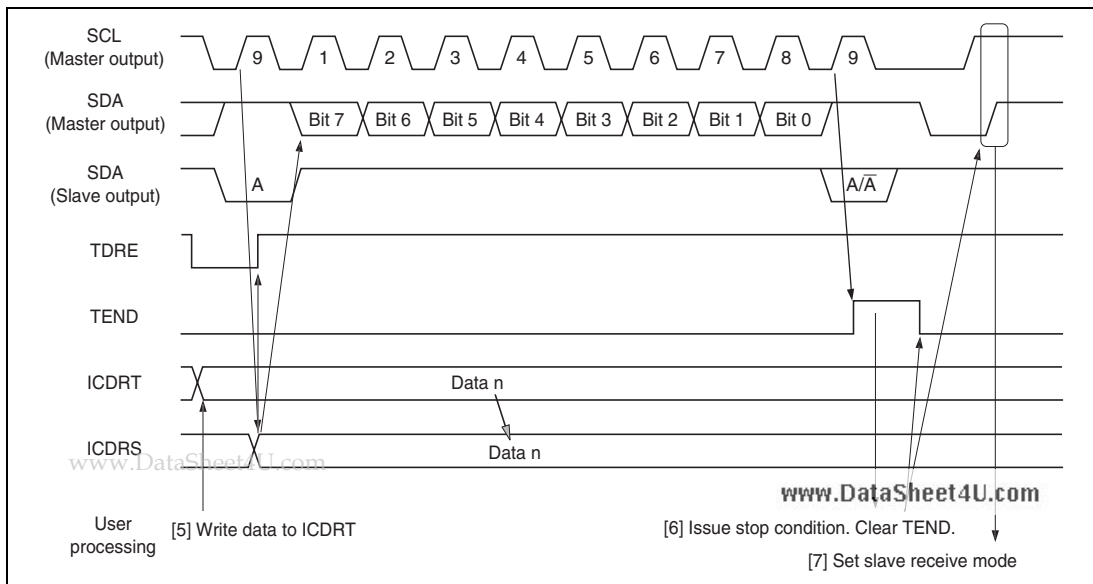 SCL
(Master output)
9 1 2 3 4 5 6 7 8 9
SDA
(Master output)
Bit 7 Bit 6 Bit 5 Bit 4 Bit 3 Bit 2 Bit 1 Bit 0
SDA
(Slave output)
A A/A̅
TDRE
TEND
ICDRT
Data n
ICDRS
Data n
www.DataSheet4U.com
www.DataSheet4U.com
User
processing
[5] Write data to ICDRT
[6] Issue stop condition. Clear TEND.
[7] Set slave receive mode